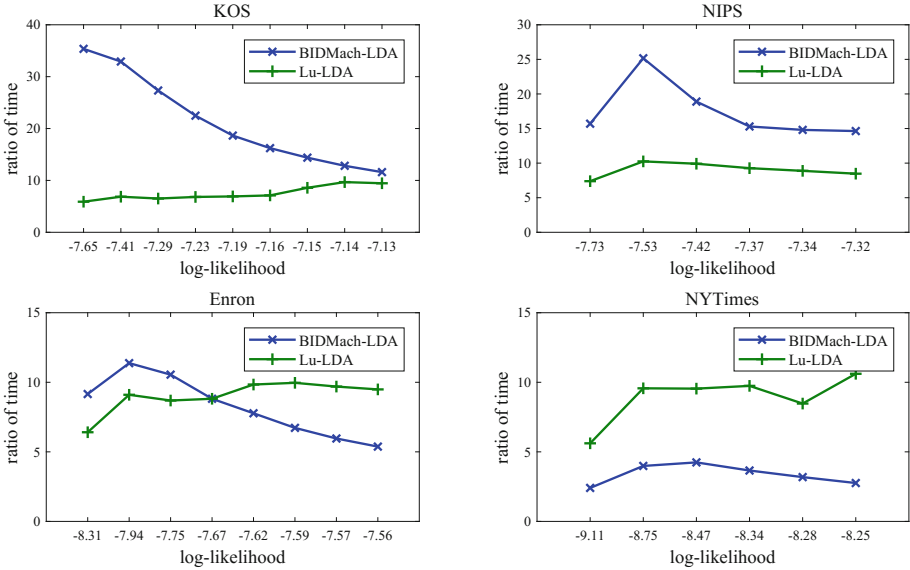 KOS
ratio of time
40
30
20
10
0
BIDMach-LDA
Lu-LDA
-7.65 -7.41 -7.29 -7.23 -7.19 -7.16 -7.15 -7.14 -7.13
log-likelihood
NIPS
ratio of time
30
25
20
15
10
5
0
BIDMach-LDA
Lu-LDA
-7.73 -7.53 -7.42 -7.37 -7.34 -7.32
log-likelihood
Enron
ratio of time
15
10
5
0
BIDMach-LDA
Lu-LDA
-8.31 -7.94 -7.75 -7.67 -7.62 -7.59 -7.57 -7.56
log-likelihood
NYTimes
ratio of time
15
10
5
0
BIDMach-LDA
Lu-LDA
-9.11 -8.75 -8.47 -8.34 -8.28 -8.25
log-likelihood